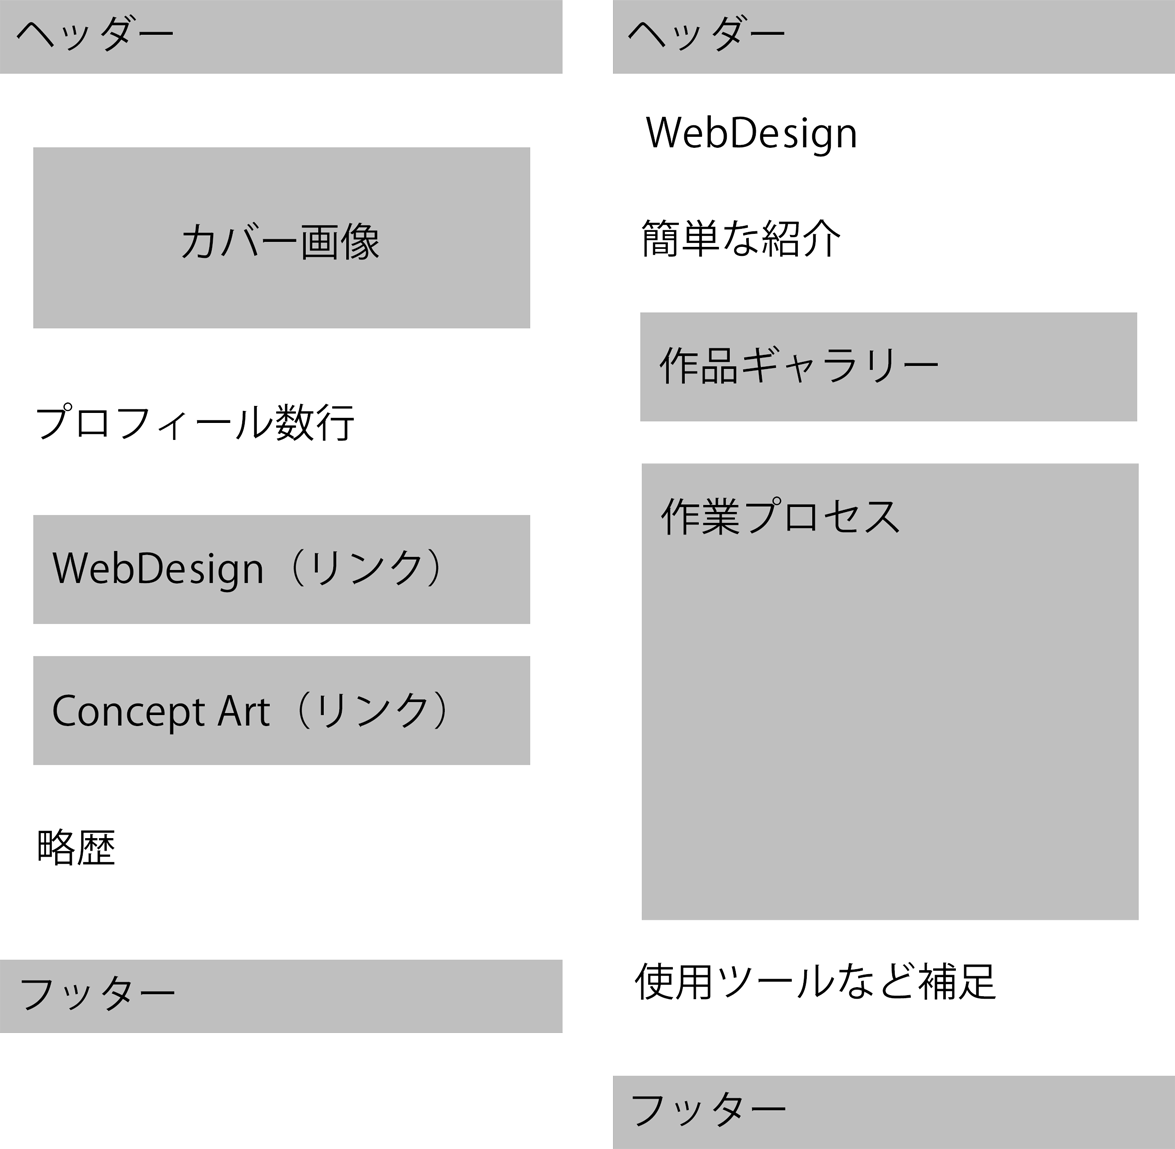 ヘッダー
カバー画像
プロフィール数行
WebDesign（リンク）
Concept Art（リンク）
略歴
フッター
ヘッダー
WebDesign
簡単な紹介
作品ギャラリー
作業プロセス
使用ツールなど補足
フッター